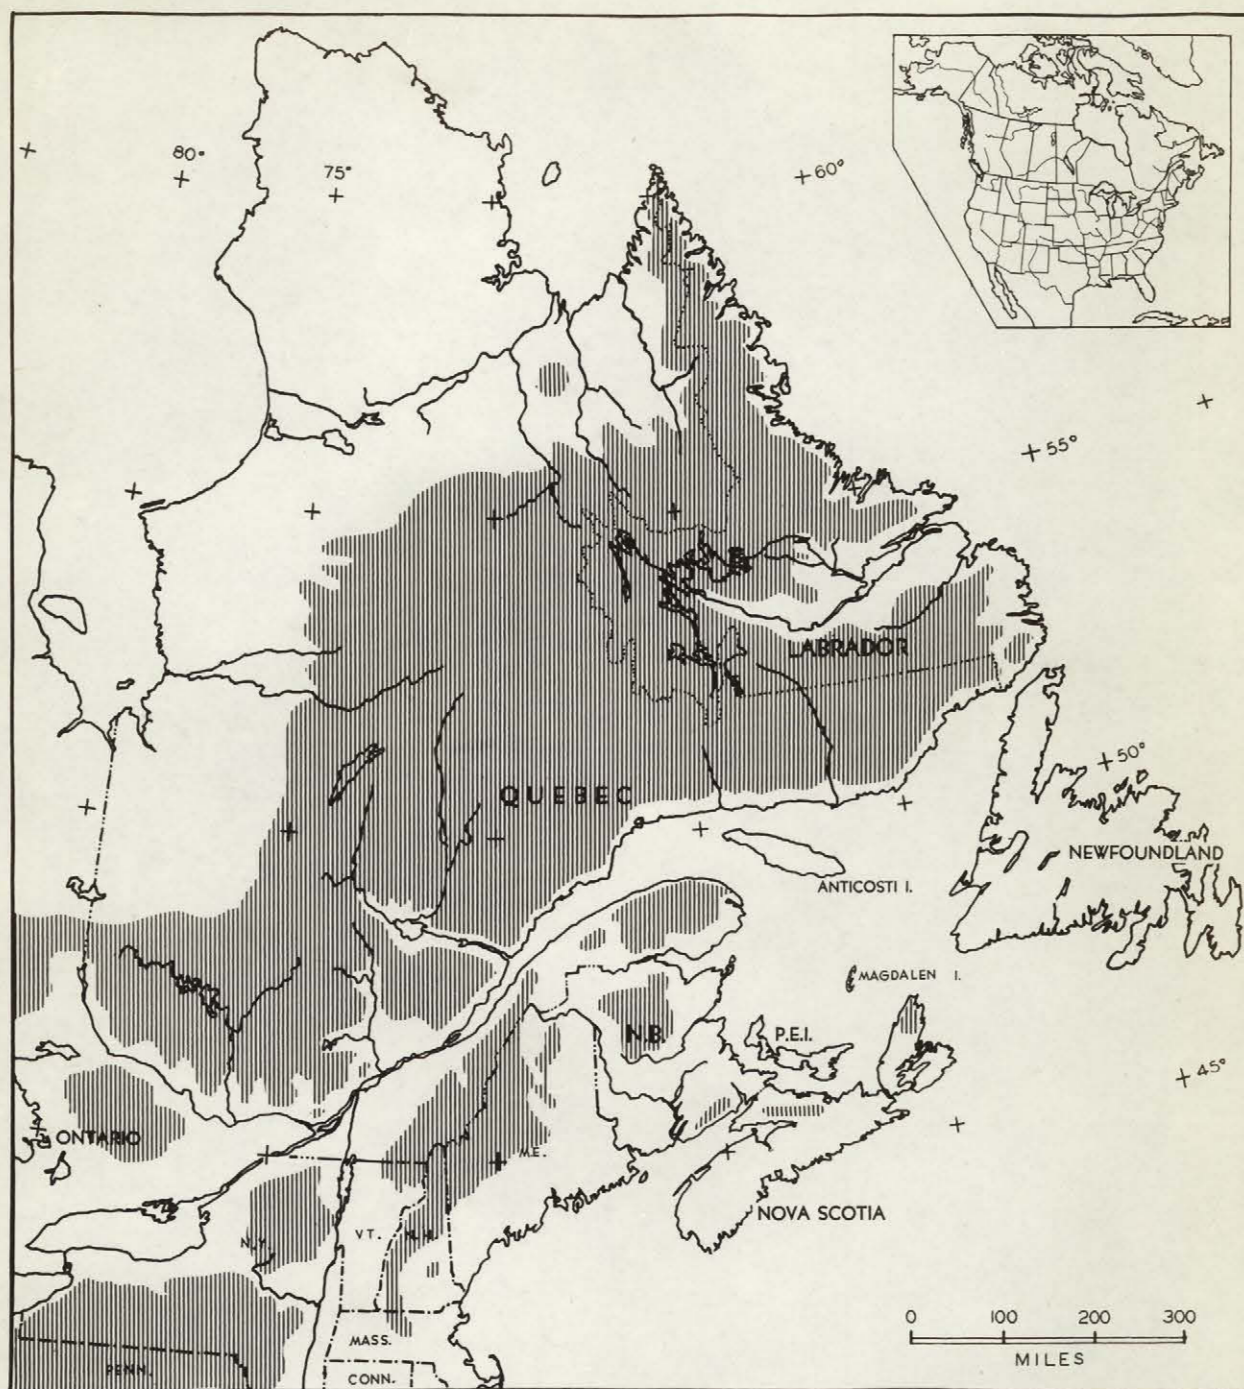 80°
75°
60°
55°
LABRADOR
50°
QUEBEC
NEWFOUNDLAND
ANTICOSTI I.
MAGDALEN I.
N.B.
P.E.I.
45°
ONTARIO
M.E.
NOVA SCOTIA
VT.
N.H.
N.Y.
0 100 200 300
MILES
MASS.
PENN.
CONN.